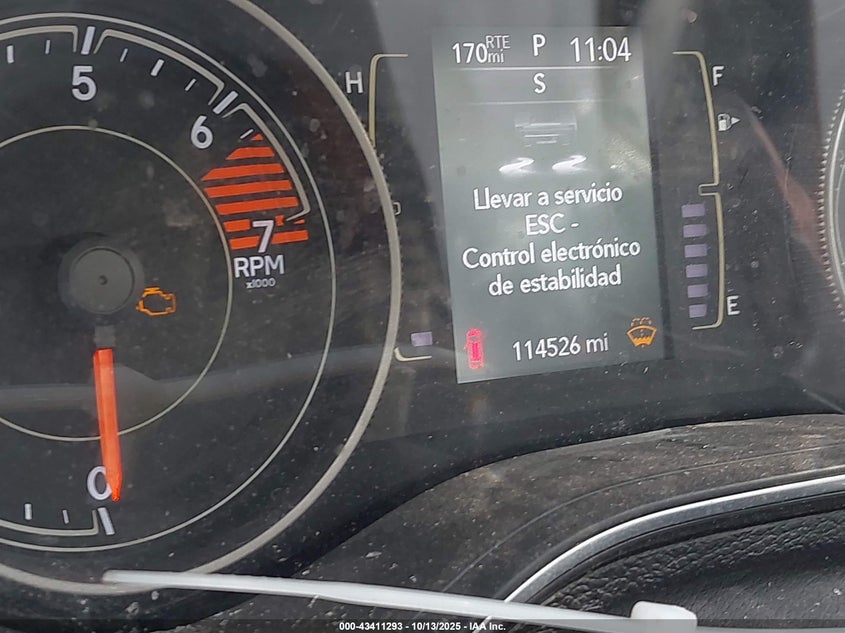 170 RTE mi P 11:04
S
H
F
5
6
7
RPM
x1000
Llevar a servicio
ESC -
Control electrónico
de estabilidad
E
114526 mi
0
000-43411293 - 10/13/2025 - IAA Inc.